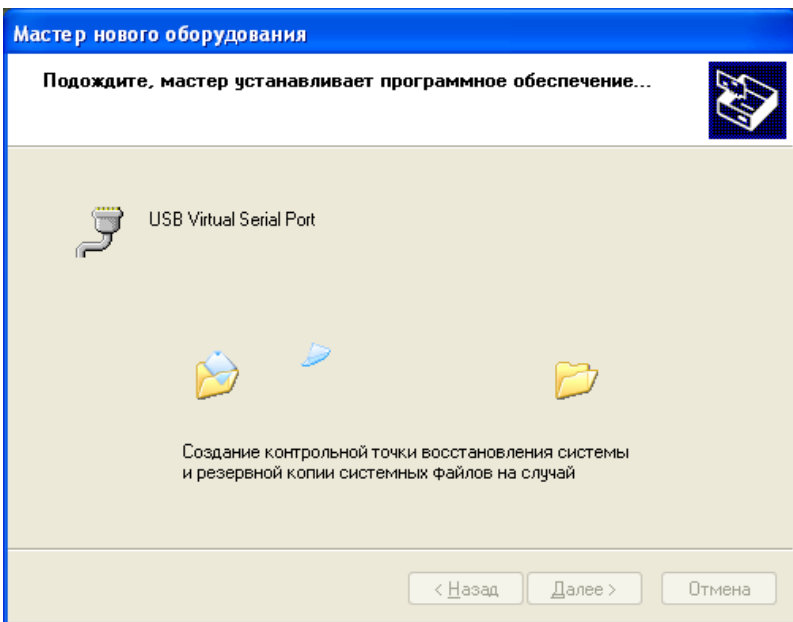 Мастер нового оборудования
Подождите, мастер устанавливает программное обеспечение...
USB Virtual Serial Port
Создание контрольной точки восстановления системы
и резервной копии системных файлов на случай
< Назад
Далее >
Отмена